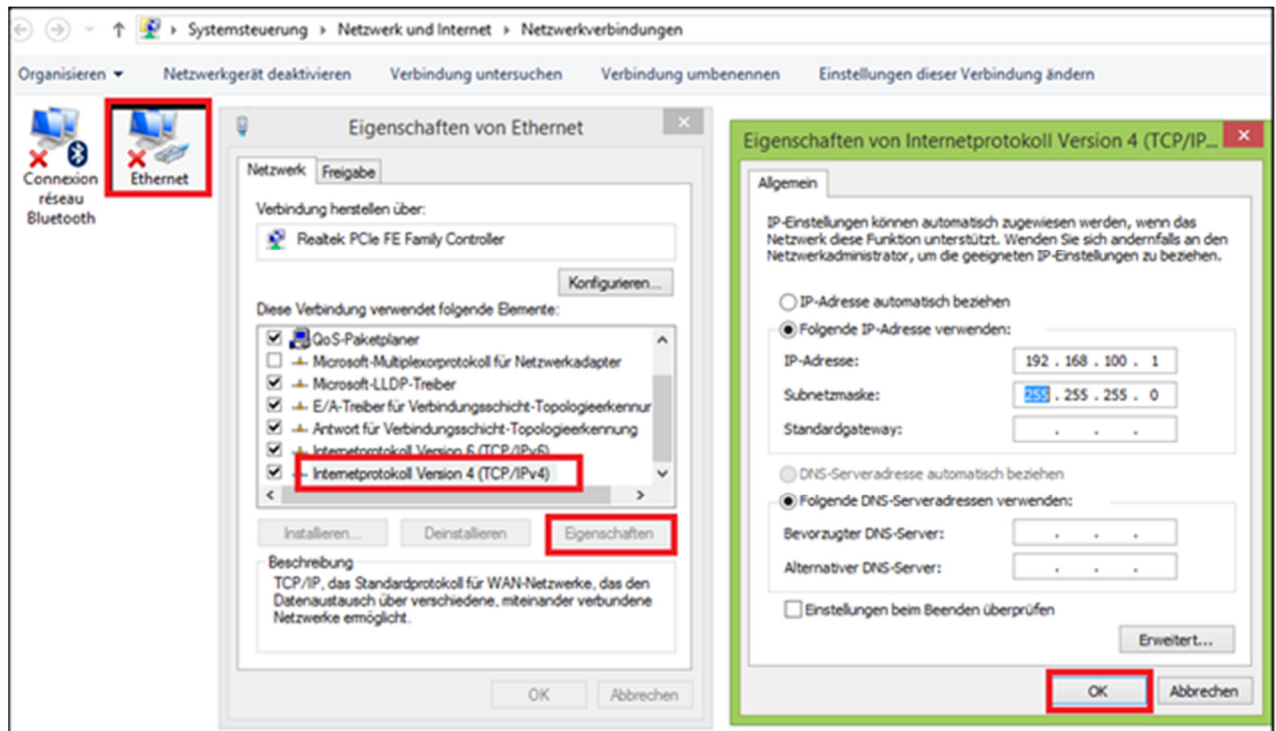 Systemsteuerung ▸ Netzwerk und Internet ▸ Netzwerkverbindungen
Organisieren Netzwerkgerät deaktivieren Verbindung untersuchen Verbindung umbenennen Einstellungen dieser Verbindung ändern
Connexion
réseau
Bluetooth
Ethernet
Eigenschaften von Ethernet
Netzwerk Freigabe
Verbindung herstellen über:
Realtek PCIe FE Family Controller
Konfigurieren...
Diese Verbindung verwendet folgende Elemente:
QoS-Paketplaner
Microsoft-Multiplexorprotokoll für Netzwerkadapter
Microsoft-LLDP-Treiber
E/A-Treiber für Verbindungsschicht-Topologieerkennur
Antwort für Verbindungsschicht-Topologieerkennung
Internetprotokoll Version 6 (TCP/IPv6)
Internetprotokoll Version 4 (TCP/IPv4)
Installieren... Deinstallieren Eigenschaften
Beschreibung
TCP/IP, das Standardprotokoll für WAN-Netzwerke, das den
Datenaustausch über verschiedene, miteinander verbundene
Netzwerke ermöglicht.
OK Abbrechen
Eigenschaften von Internetprotokoll Version 4 (TCP/IP...
Allgemein
IP-Einstellungen können automatisch zugewiesen werden, wenn das
Netzwerk diese Funktion unterstützt. Wenden Sie sich andernfalls an den
Netzwerkadministrator, um die geeigneten IP-Einstellungen zu beziehen.
IP-Adresse automatisch beziehen
Folgende IP-Adresse verwenden:
IP-Adresse: 192 . 168 . 100 . 1
Subnetzmaske: 255 . 255 . 255 . 0
Standardgateway: . . .
DNS-Serveradresse automatisch beziehen
Folgende DNS-Serveradressen verwenden:
Bevorzugter DNS-Server: . . .
Alternativer DNS-Server: . . .
Einstellungen beim Beenden überprüfen
Erweitert...
OK Abbrechen